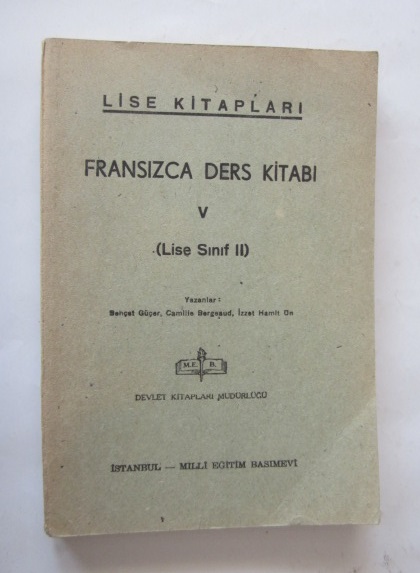 LİSE KİTAPLARI
FRANSIZCA DERS KİTABI
V
(Lise Sınıf II)
Yazanlar :
Behçet Güçer, Camille Bergeaud, İzzet Hamit Ün
M.E. B.
DEVLET KİTAPLARI MÜDÜRLÜĞÜ
İSTANBUL — MİLLİ EĞİTİM BASIMEVİ